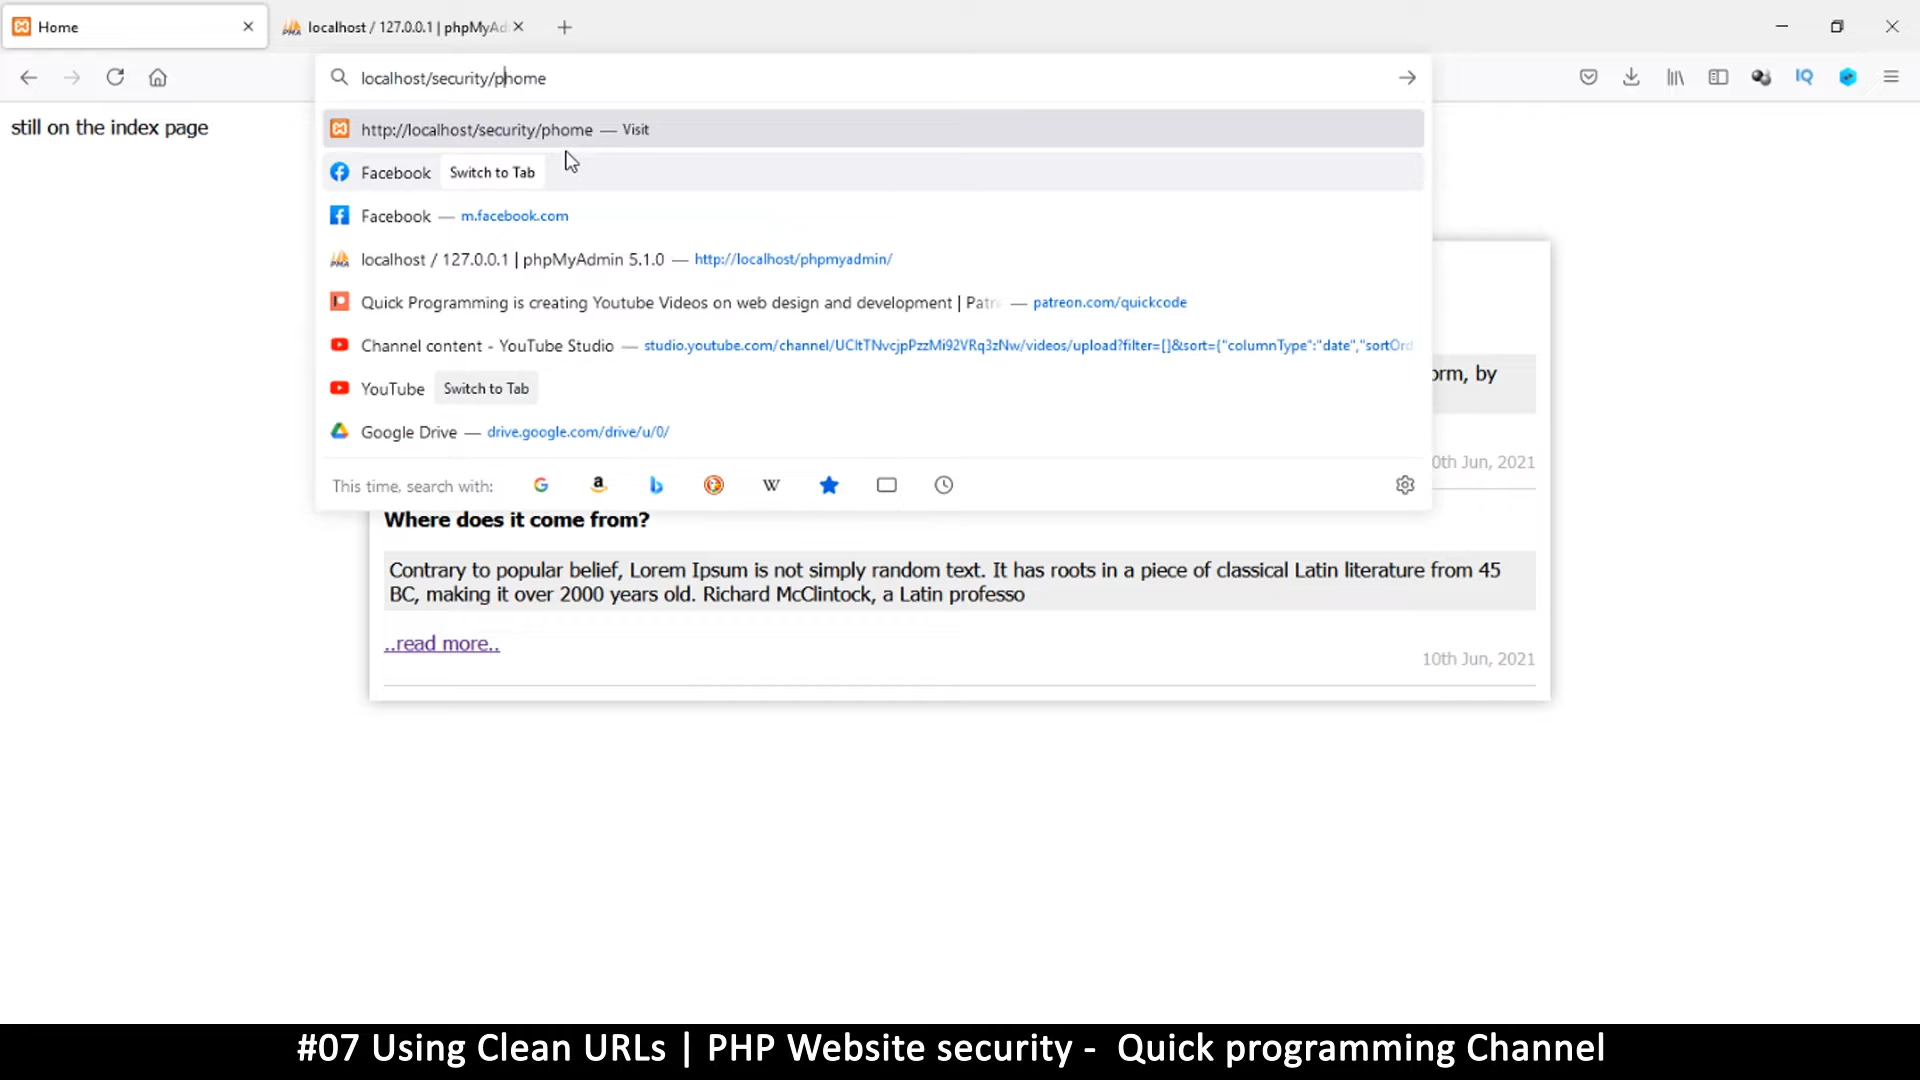 Home
localhost / 127.0.0.1 | phpMyAd
localhost/security/phome
IQ
still on the index page
http://localhost/security/phome — Visit
Facebook Switch to Tab
Facebook — m.facebook.com
localhost / 127.0.0.1 | phpMyAdmin 5.1.0 — http://localhost/phpmyadmin/
Quick Programming is creating Youtube Videos on web design and development | Patr — patreon.com/quickcode
Channel content - YouTube Studio — studio.youtube.com/channel/UCItTNvcjpPzzMi92VRq3zNw/videos/upload?filter=[]&sort={"columnType":"date","sortOrd
orm, by
YouTube Switch to Tab
Google Drive — drive.google.com/drive/u/0/
0th Jun, 2021
This time, search with:
Where does it come from?
Contrary to popular belief, Lorem Ipsum is not simply random text. It has roots in a piece of classical Latin literature from 45
BC, making it over 2000 years old. Richard McClintock, a Latin professo
..read more..
10th Jun, 2021
#07 Using Clean URLs | PHP Website security - Quick programming Channel